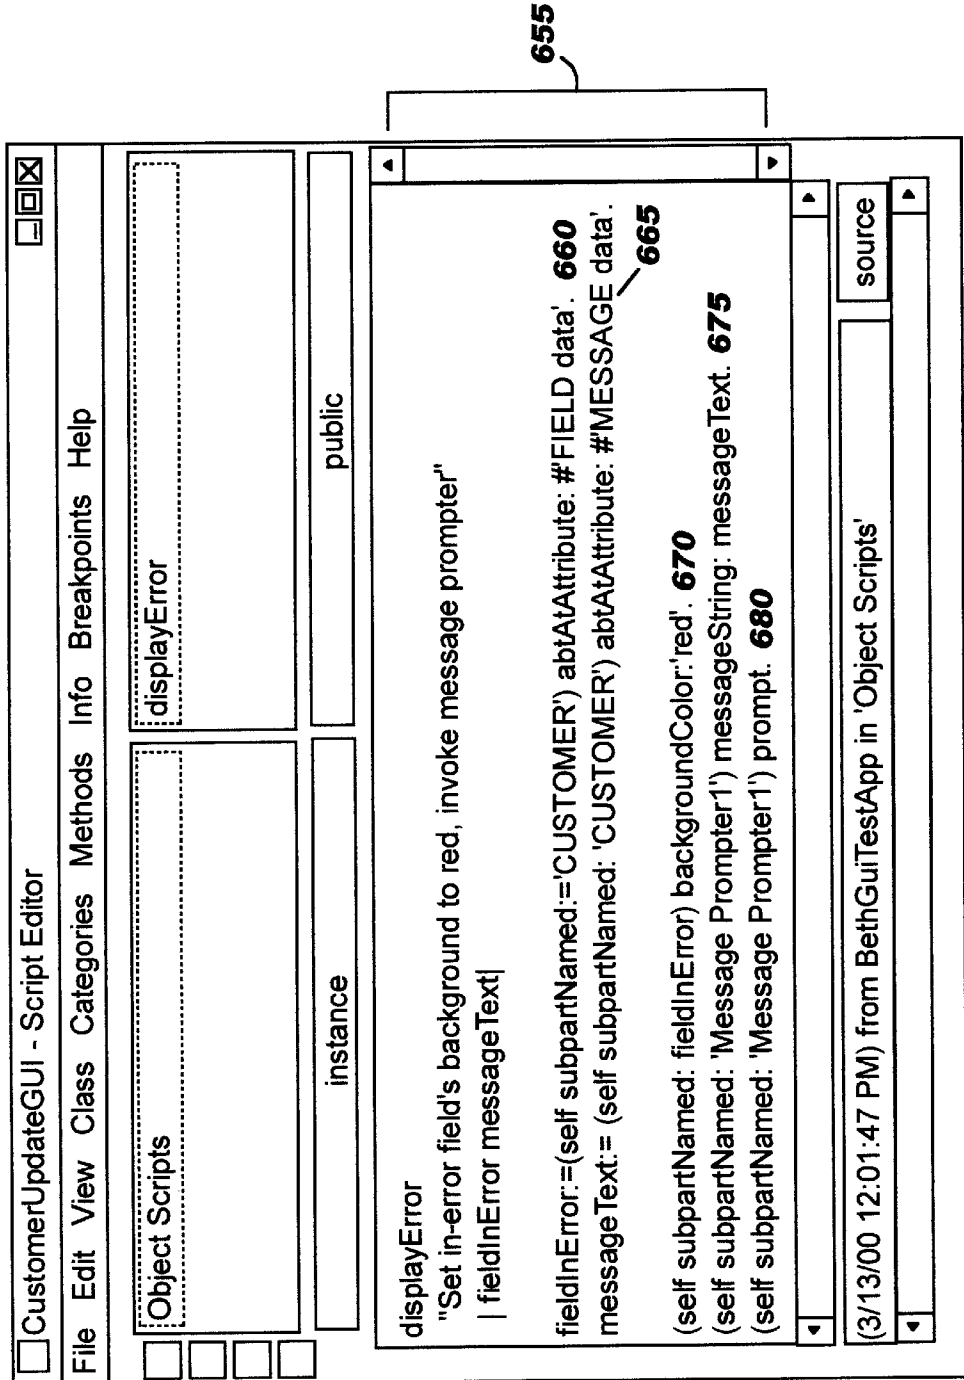 CustomerUpdateGUI - Script Editor
File Edit View Class Categories Methods Info Breakpoints Help
Object Scripts
displayError
instance
public
displayError
"Set in-error field's background to red, invoke message prompter"
| fieldInError messageText|
fieldInError:=(self subpartNamed:='CUSTOMER') abtAtAttribute: #'FIELD data'. 660
messageText:= (self subpartNamed: 'CUSTOMER') abtAtAttribute: #'MESSAGE data'.
665
(self subpartNamed: fieldInError) backgroundColor:'red'. 670
(self subpartNamed: 'Message Prompter1') messageString: messageText. 675
(self subpartNamed: 'Message Prompter1') prompt. 680
655
(3/13/00 12:01:47 PM) from BethGuiTestApp in 'Object Scripts'
source